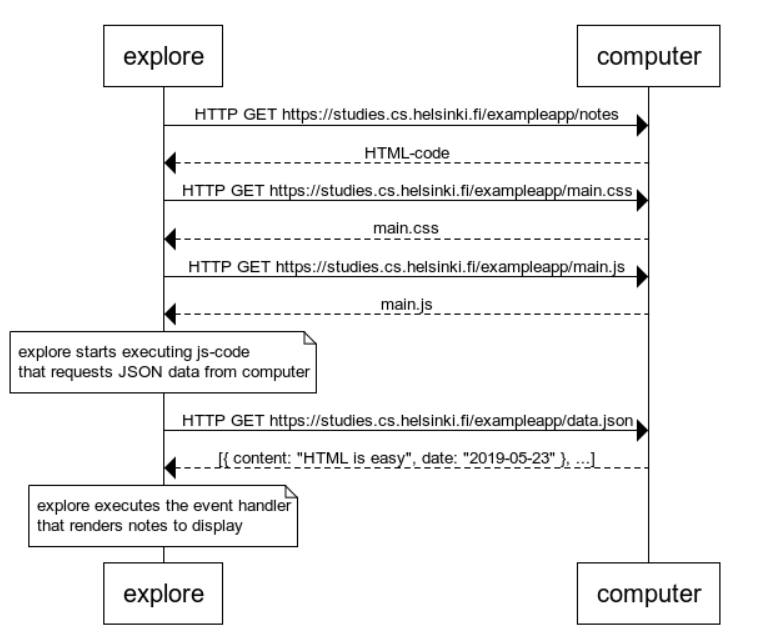 explore
computer
HTTP GET https://studies.cs.helsinki.fi/exampleapp/notes
HTML-code
HTTP GET https://studies.cs.helsinki.fi/exampleapp/main.css
main.css
HTTP GET https://studies.cs.helsinki.fi/exampleapp/main.js
main.js
explore starts executing js-code
that requests JSON data from computer
HTTP GET https://studies.cs.helsinki.fi/exampleapp/data.json
[{ content: "HTML is easy", date: "2019-05-23" }, ...]
explore executes the event handler
that renders notes to display
explore
computer